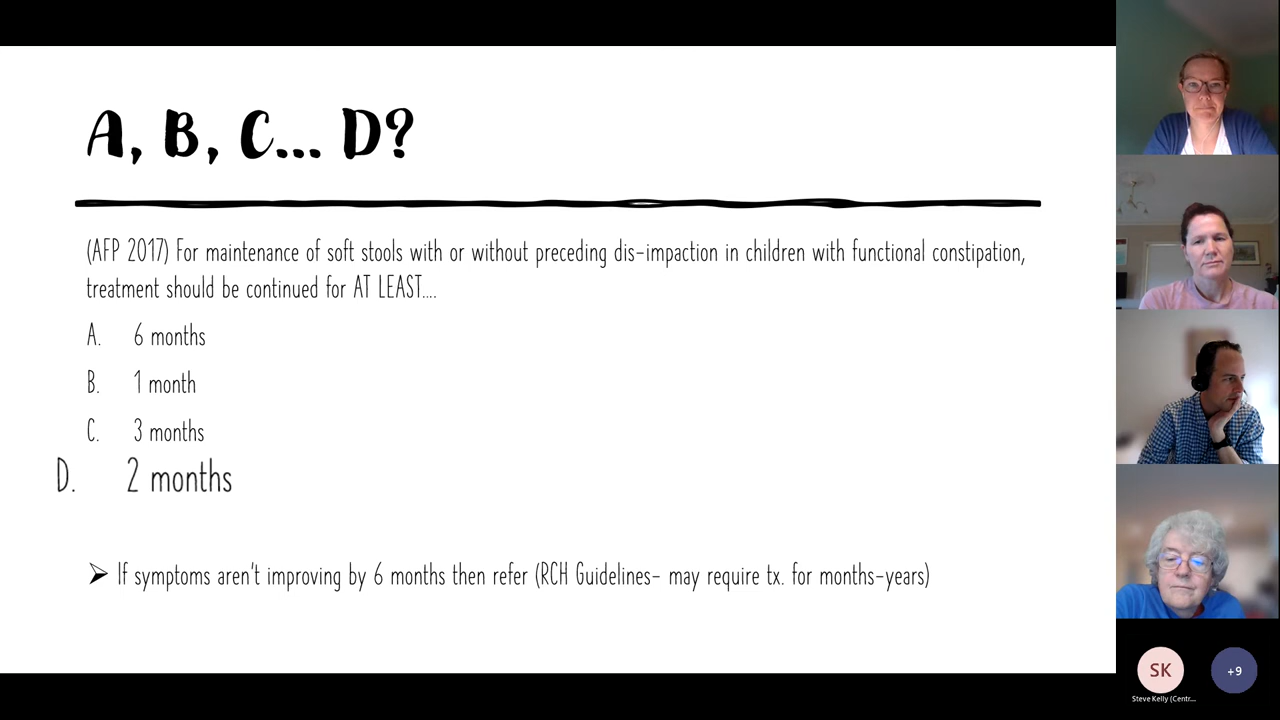 A, B, C... D?
(AFP 2017) For maintenance of soft stools with or without preceding dis-impaction in children with functional constipation,
treatment should be continued for AT LEAST....
A. 6 months
B. 1 month
C. 3 months
D. 2 months
➢ If symptoms aren't improving by 6 months then refer (RCH Guidelines- may require tx. for months-years)
SK
+9
Steve Kelly (Centr...